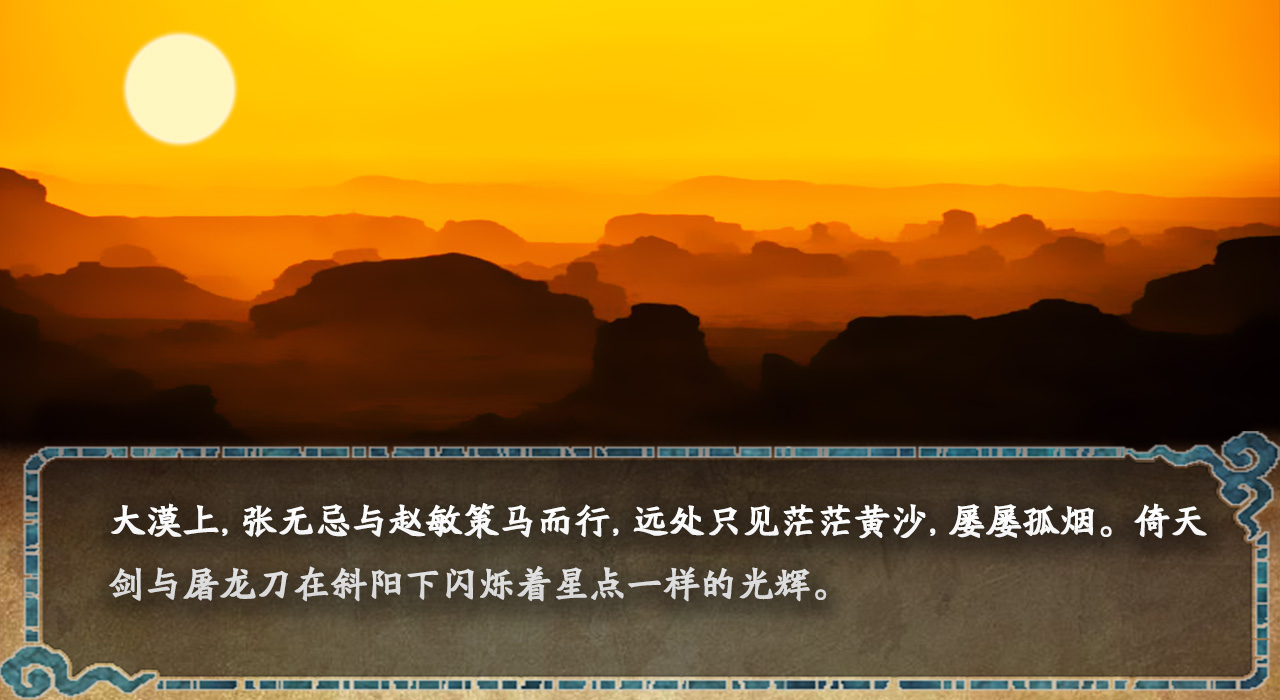 大漠上,张无忌与赵敏策马而行,远处只见茫茫黄沙,屡屡孤烟。倚天
剑与屠龙刀在斜阳下闪烁着星点一样的光辉。